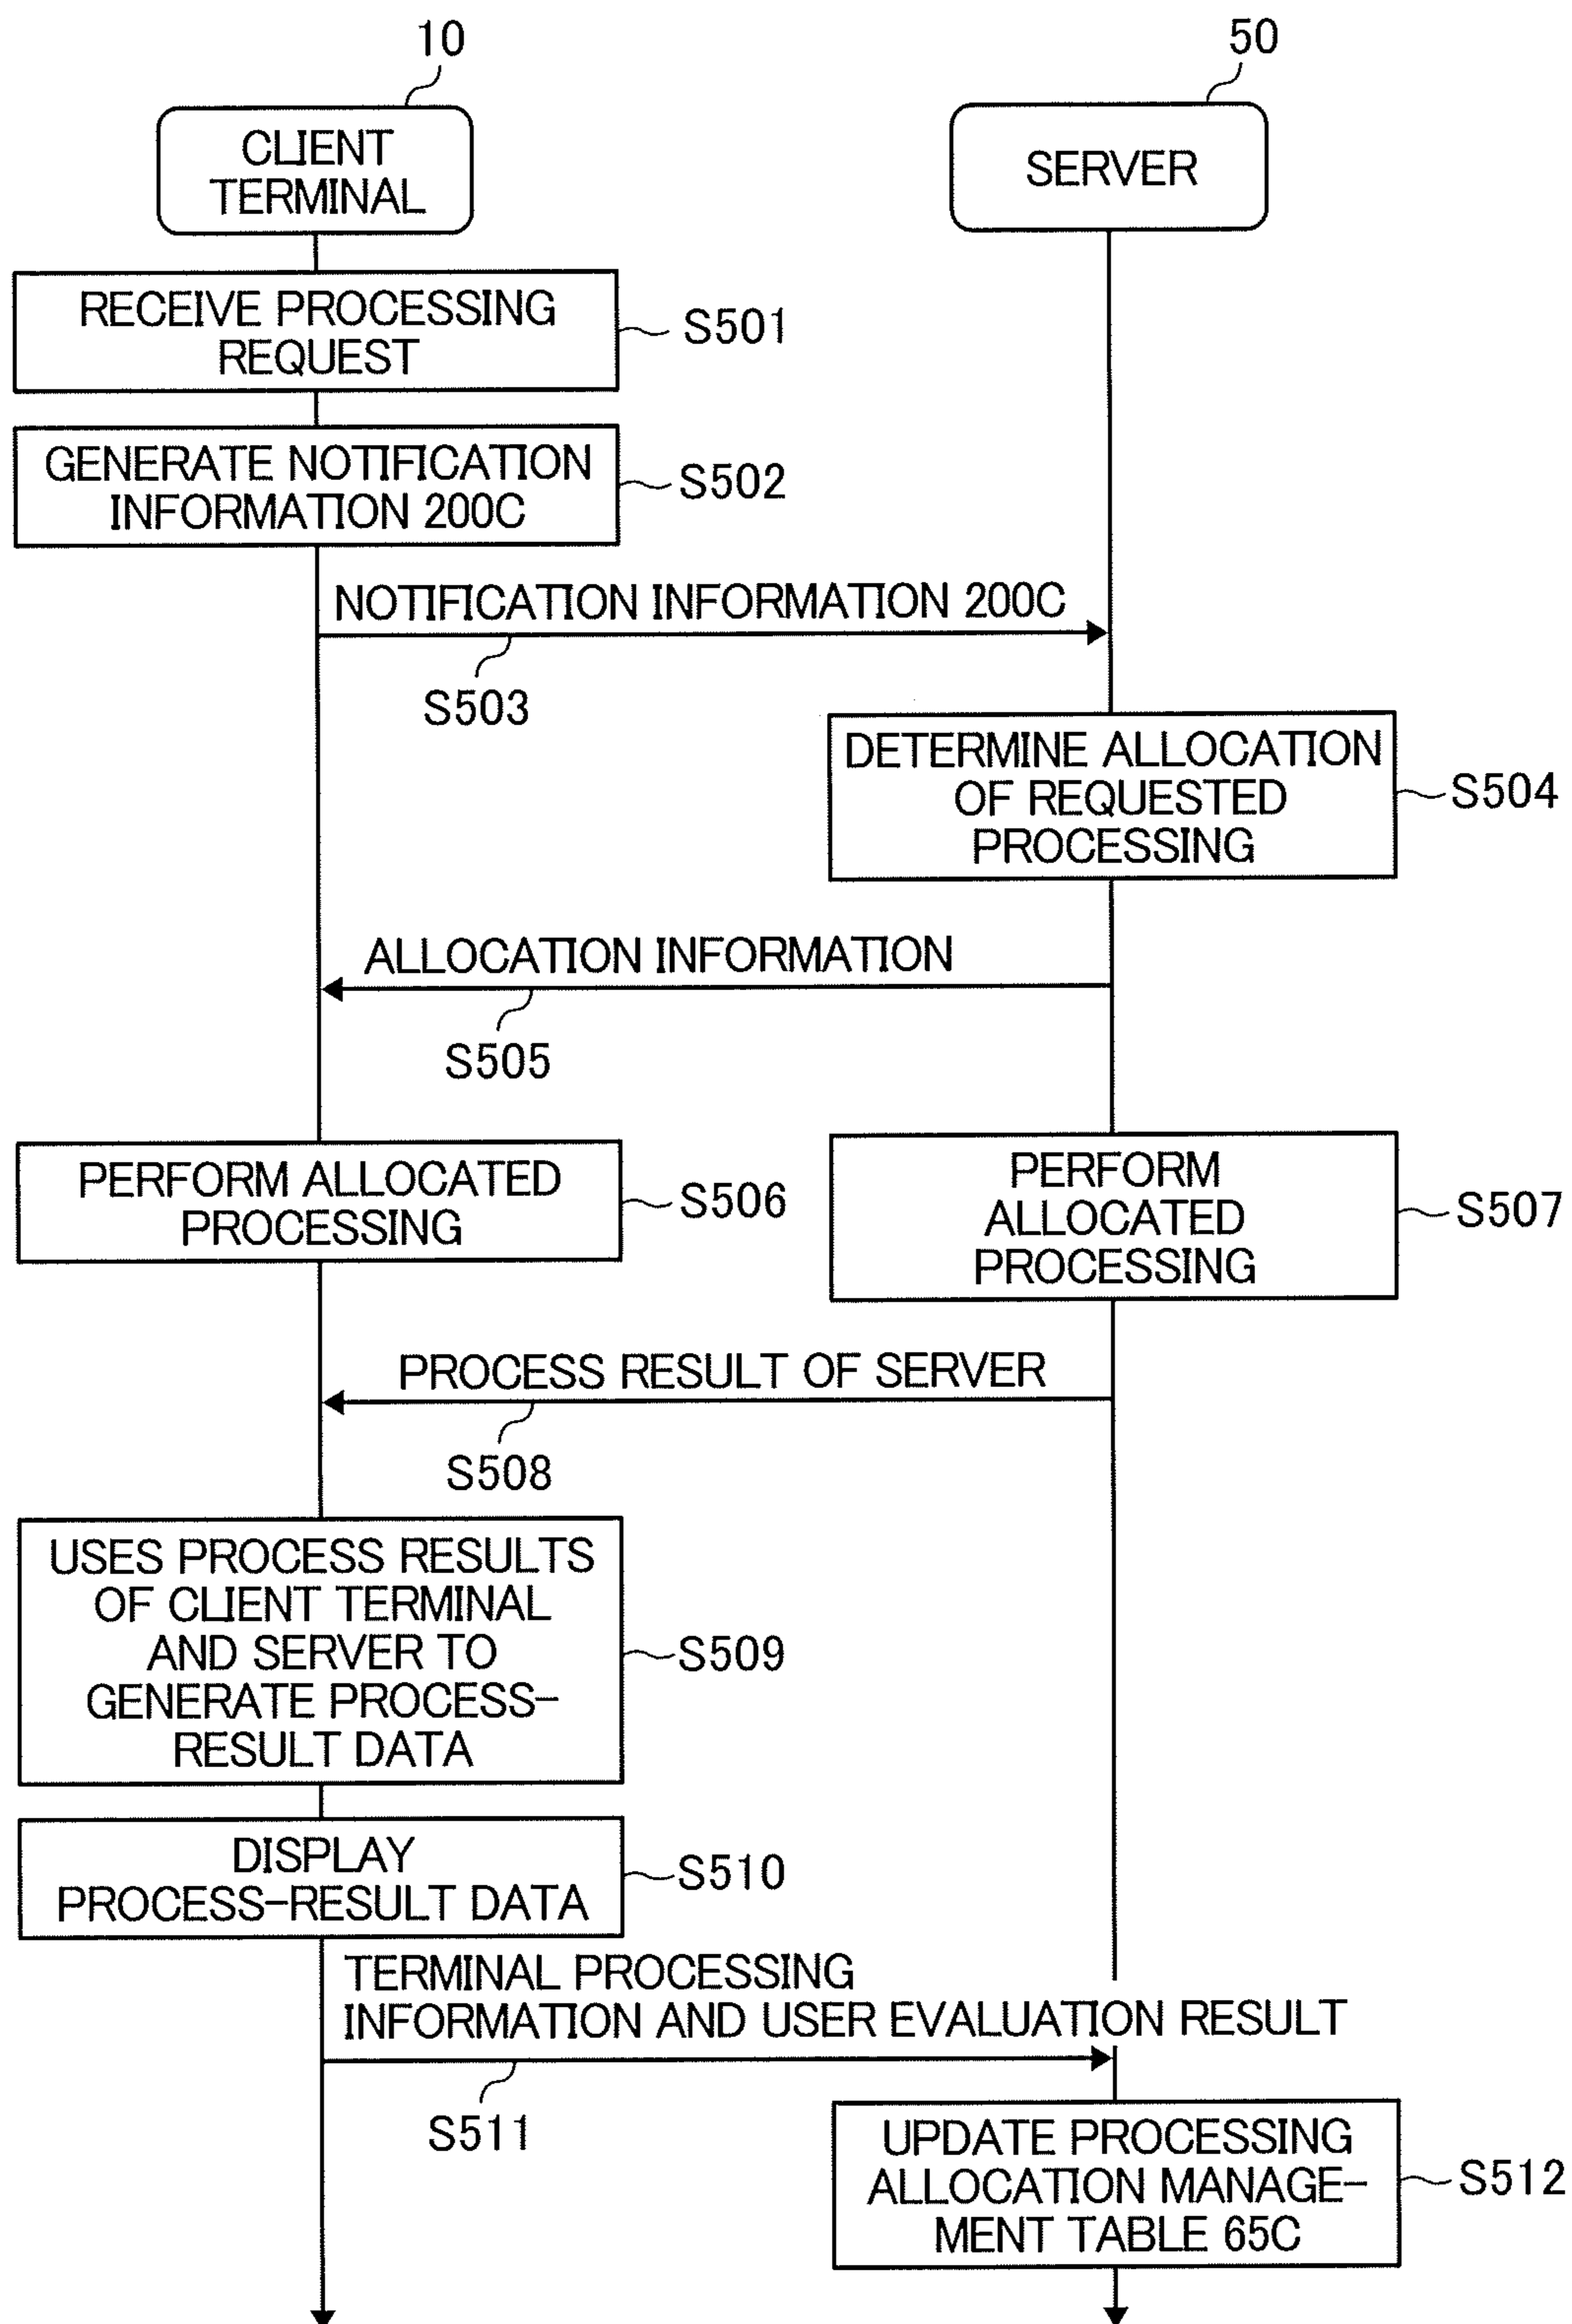 10
50
CLIENT
TERMINAL
SERVER
RECEIVE PROCESSING
REQUEST
S501
GENERATE NOTIFICATION
INFORMATION 200C
S502
NOTIFICATION INFORMATION 200C
S503
DETERMINE ALLOCATION
OF REQUESTED
PROCESSING
S504
ALLOCATION INFORMATION
S505
PERFORM ALLOCATED
PROCESSING
S506
PERFORM
ALLOCATED
PROCESSING
S507
PROCESS RESULT OF SERVER
S508
USES PROCESS RESULTS
OF CLIENT TERMINAL
AND SERVER TO
GENERATE PROCESS-
RESULT DATA
S509
DISPLAY
PROCESS-RESULT DATA
S510
TERMINAL PROCESSING
INFORMATION AND USER EVALUATION RESULT
S511
UPDATE PROCESSING
ALLOCATION MANAGE-
MENT TABLE 65C
S512